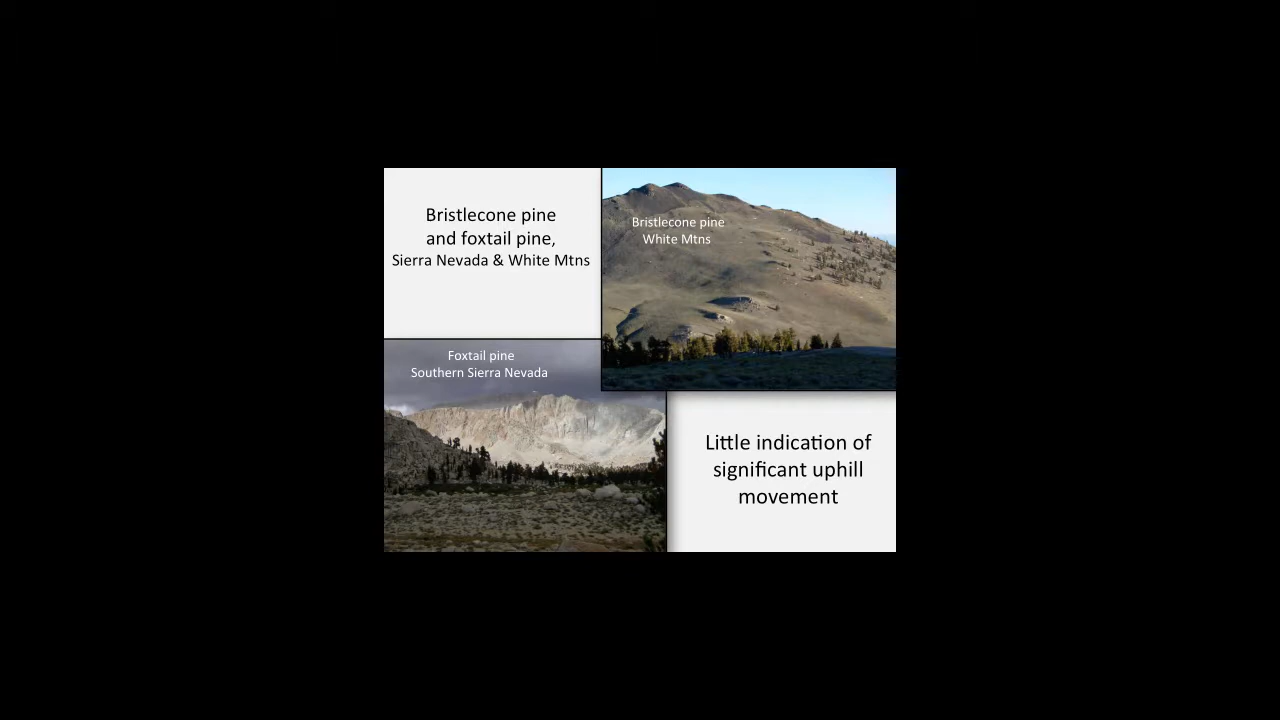 Bristlecone pine
and foxtail pine,
Sierra Nevada & White Mtns
Bristlecone pine
White Mtns
Foxtail pine
Southern Sierra Nevada
Little indication of
significant uphill
movement